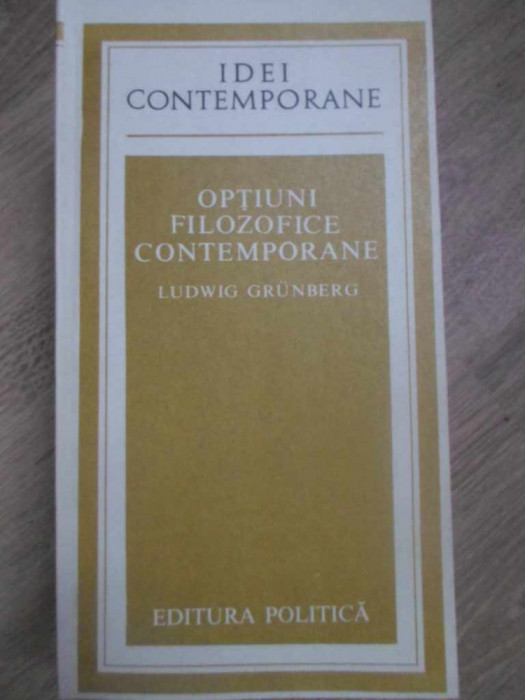 IDEI
CONTEMPORANE
OPȚIUNI
FILOZOFICE
CONTEMPORANE
LUDWIG GRÜNBERG
EDITURA POLITICĂ